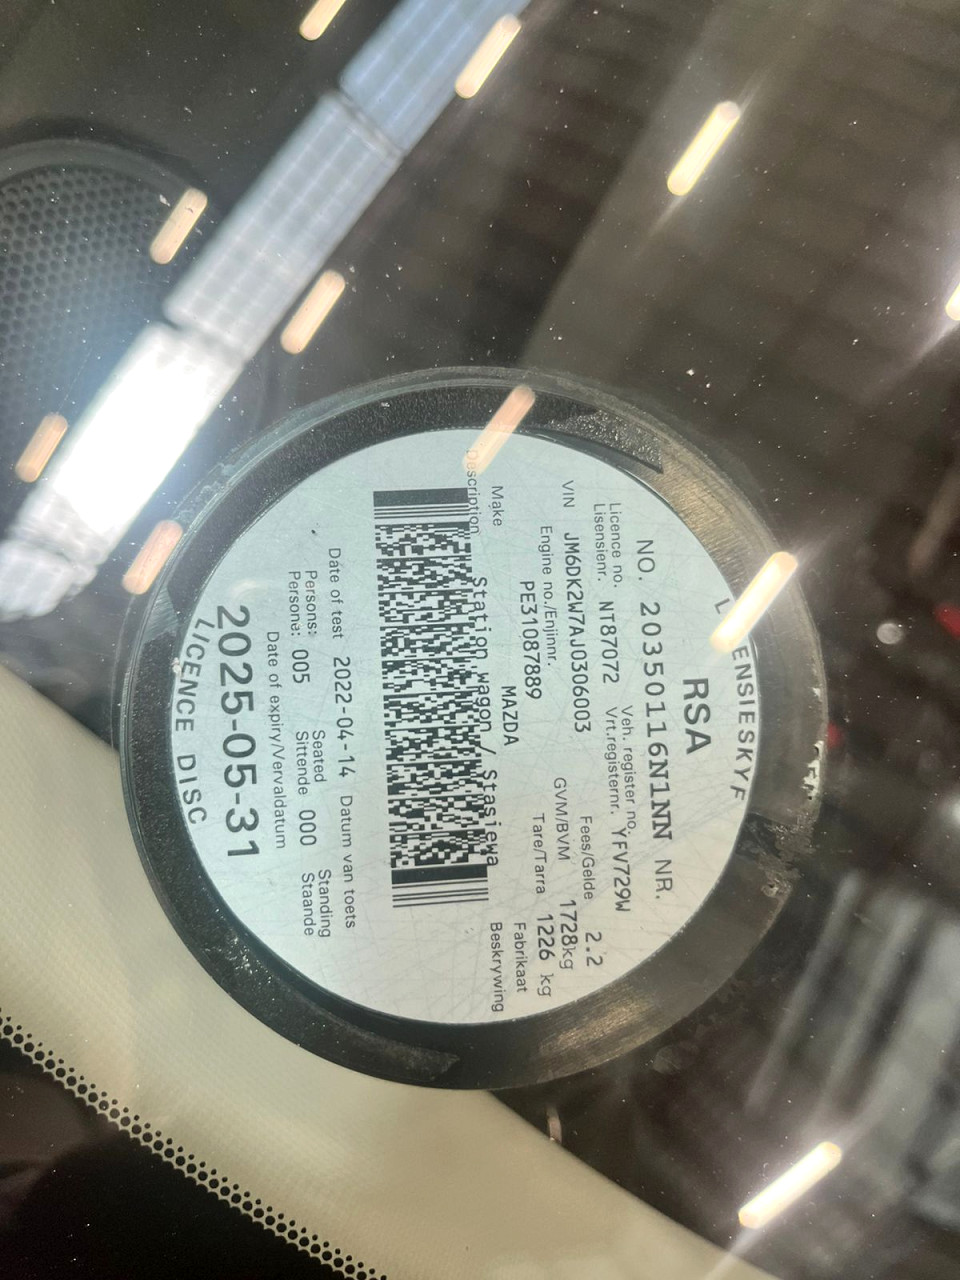 ENSIESKYF
RSA
NO. 20350116N1NN NR.
Licence no. Veh. register no.
Lisensienr. NT87072 Vrt.registernr. YFV729W
VIN JM6DK2W7AJ0306003 Fees/Gelde 2.2
Engine no./Enjinnr. GVM/BVM 1728kg
PE31087889 Tare/Tarra 1226 kg
Make MAZDA Fabrikaat
Description Station wagon / Stasiewa Beskrywing
Date of test 2022-04-14 Datum van toets
Persons: Seated Standing
Persone: 005 Sittende 000 Staande
Date of expiry/Vervaldatum
2025-05-31
LICENCE DISC